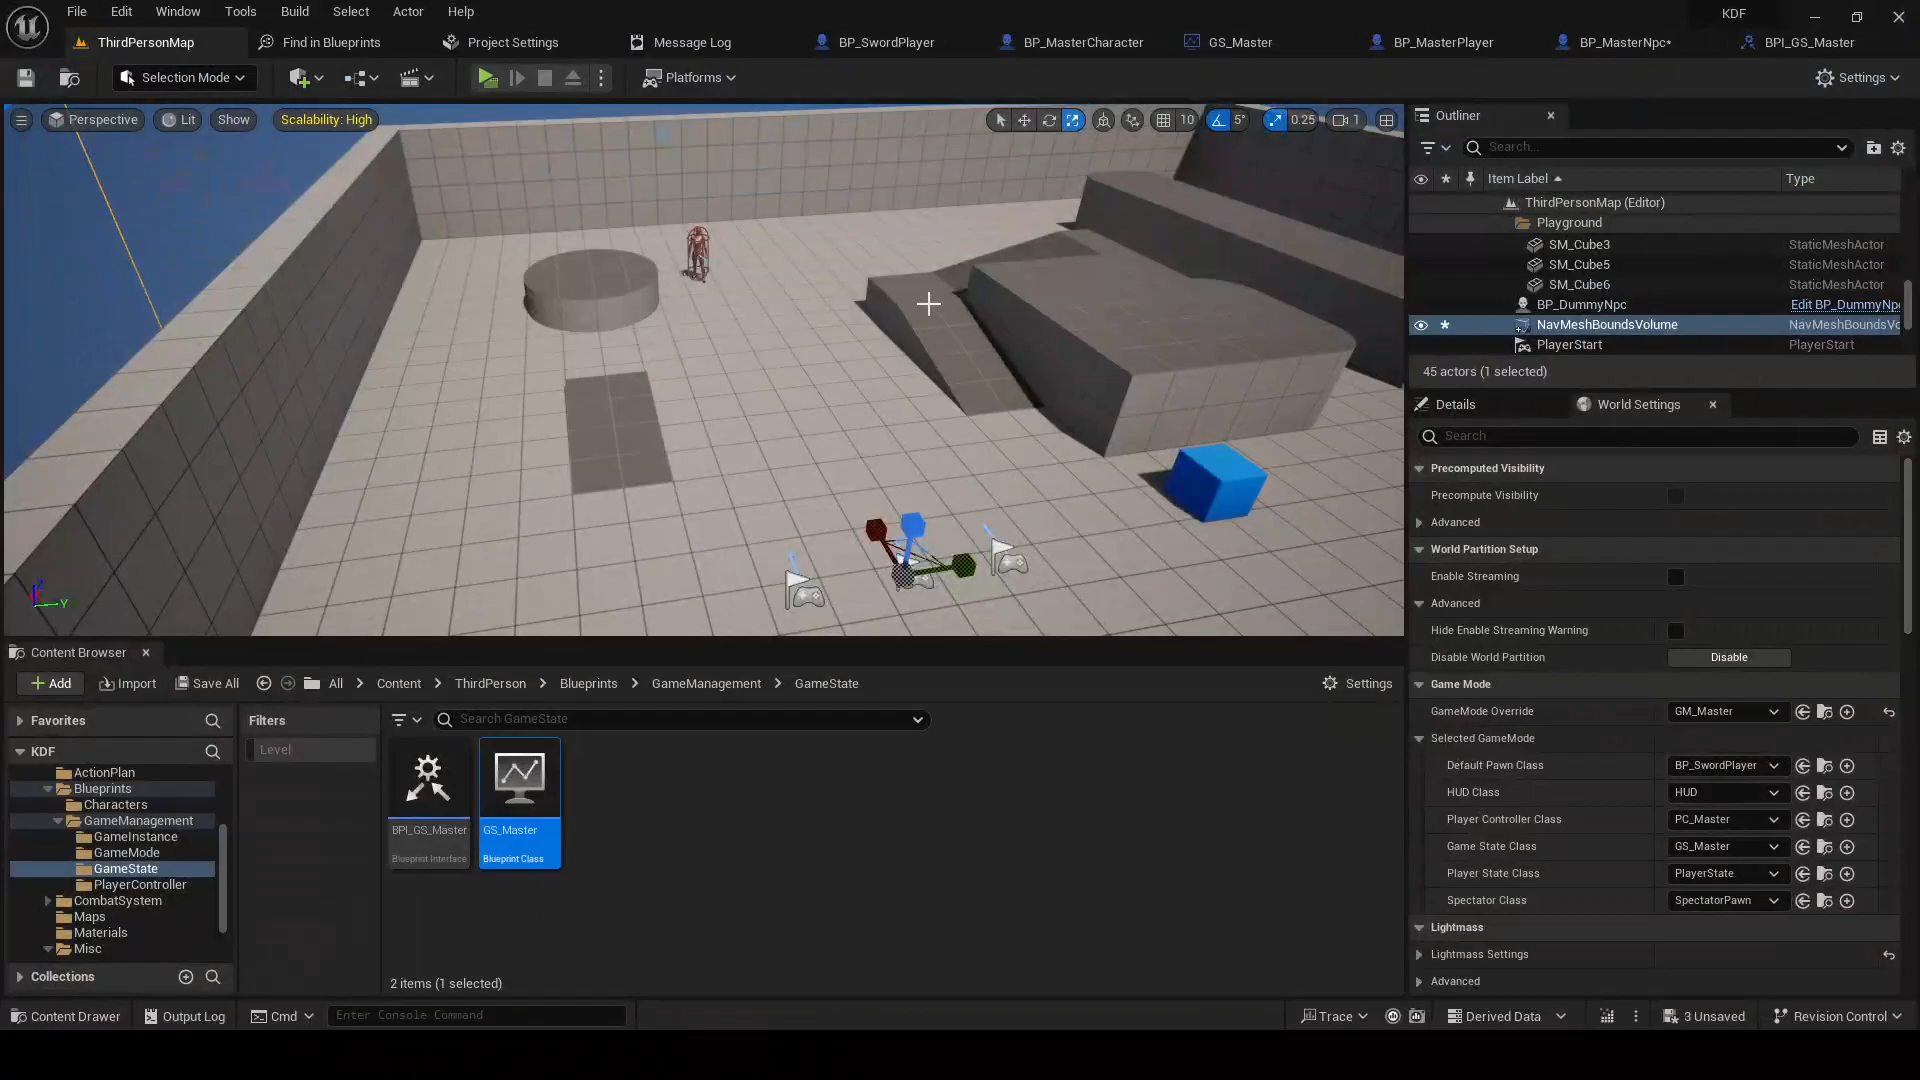 File Edit Window Tools Build Select Actor Help KDF
ThirdPersonMap Find in Blueprints Project Settings Message Log BP_SwordPlayer BP_MasterCharacter GS_Master BP_MasterPlayer BP_MasterNpc* BPI_GS_Master
Selection Mode Platforms Settings
Perspective Lit Show Scalability: High 10 5° 0.25 1
Outliner
Search...
Item Label Type
ThirdPersonMap (Editor)
Playground
SM_Cube3 StaticMeshActor
SM_Cube5 StaticMeshActor
SM_Cube6 StaticMeshActor
BP_DummyNpc Edit BP_DummyNpc
NavMeshBoundsVolume NavMeshBoundsVo
PlayerStart PlayerStart
45 actors (1 selected)
Details World Settings
Search
Precomputed Visibility
Precompute Visibility
Advanced
World Partition Setup
Enable Streaming
Advanced
Hide Enable Streaming Warning
Disable World Partition Disable
Game Mode
GameMode Override GM_Master
Selected GameMode
Default Pawn Class BP_SwordPlayer
HUD Class HUD
Player Controller Class PC_Master
Game State Class GS_Master
Player State Class PlayerState
Spectator Class SpectatorPawn
Lightmass
Lightmass Settings
Advanced
Z
Y
Content Browser
Add Import Save All All Content ThirdPerson Blueprints GameManagement GameState Settings
Favorites
KDF
ActionPlan
Blueprints
Characters
GameManagement
GameInstance
GameMode
GameState
PlayerController
CombatSystem
Maps
Materials
Misc
Collections
Filters
Level
Search GameState
BPI_GS_Master
Blueprint Interface
GS_Master
Blueprint Class
2 items (1 selected)
Content Drawer Output Log Cmd Enter Console Command Trace Derived Data 3 Unsaved Revision Control